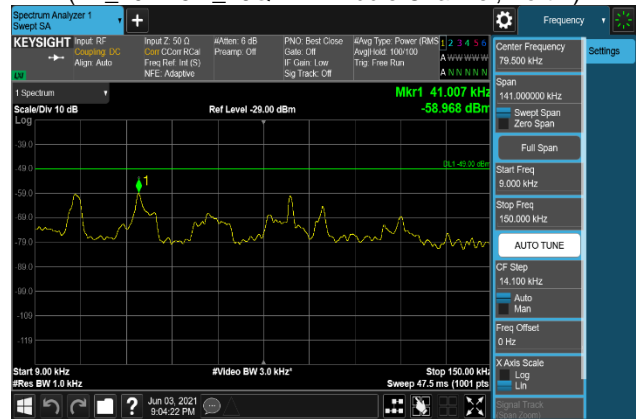 Spectrum Analyzer 1
Swept SA
Frequency
KEYSIGHT
Input: RF
Coupling: DC
Align: Auto
Input Z: 50 Ω
Corr CCorr RCal
Freq Ref: Int (S)
NFE: Adaptive
#Atten: 6 dB
Preamp: Off
PNO: Best Close
Gate: Off
IF Gain: Low
Sig Track: Off
#Avg Type: Power (RMS
Avg|Hold: 100/100
Trig: Free Run
1 2 3 4 5 6
A WW WW W
A N N N N N
1 Spectrum
Scale/Div 10 dB
Ref Level -29.00 dBm
Mkr1 41.007 kHz
-58.968 dBm
Log
-39.0
-49.0
-59.0
-69.0
-79.0
-89.0
-99.0
-109
-119
DL1 -49.00 dBm
1
Start 9.00 kHz
#Res BW 1.0 kHz
#Video BW 3.0 kHz*
Stop 150.00 kHz
Sweep 47.5 ms (1001 pts
Jun 03, 2021
9:04:22 PM
Center Frequency
79.500 kHz
Settings
Span
141.000000 kHz
Swept Span
Zero Span
Full Span
Start Freq
9.000 kHz
Stop Freq
150.000 kHz
AUTO TUNE
CF Step
14.100 kHz
Auto
Man
Freq Offset
0 Hz
X Axis Scale
Log
Lin
Signal Track
(Span Zoom)